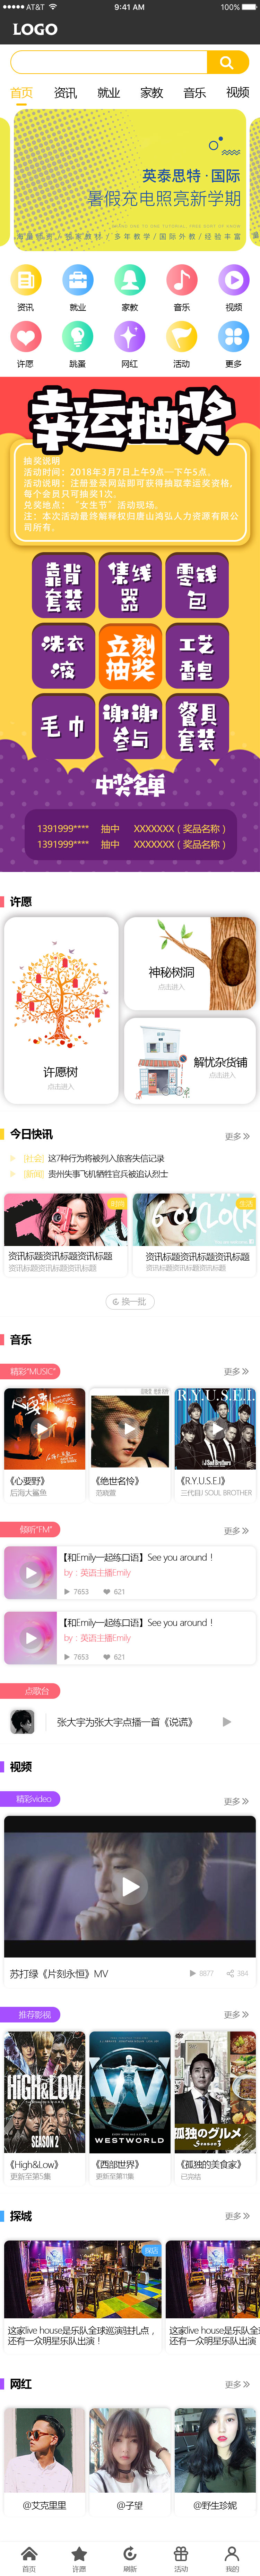 AT&T 9:41 AM 100%
LOGO
首页 资讯 就业 家教 音乐 视频
英泰思特·国际
暑假充电照亮新学期
资讯 就业 家教 音乐 视频
许愿 跳蚤 网红 活动 更多
幸运抽奖
抽奖说明
活动时间：2018年3月7日上午9点—下午5点。
活动说明：注册登录网站即可获得抽取幸运奖资格，
每个会员只可抽奖1次。
兑奖地点：“女生节”活动现场。
注：本次活动最终解释权归唐山鸿弘人力资源有限公
司所有。
靠背套装 集线器 零钱包
洗衣液 立刻抽奖 工艺香皂
毛巾 谢谢参与 餐具套装
中奖名单
1391999**** 抽中 XXXXXXX（奖品名称）
1391999**** 抽中 XXXXXXX（奖品名称）
许愿
神秘树洞
点击进入
许愿树
点击进入
解忧杂货铺
点击进入
今日快讯 更多
[社会] 这7种行为将被列入旅客失信记录
[新闻] 贵州失事飞机牺牲官兵被追认烈士
生活
资讯标题资讯标题资讯标题 资讯标题资讯标题资讯标题
资讯标题资讯标题资讯标题 资讯标题资讯标题资讯标题
换一批
音乐
精彩“MUSIC” 更多
R.Y.U.S.E.I.
《心要野》 《绝世名伶》 《R.Y.U.S.E.I》
后海大鲨鱼 范晓萱 三代目J SOUL BROTHER
倾听“FM” 更多
【和Emily一起练口语】See you around！
by：英语主播Emily
7653 621
【和Emily一起练口语】See you around！
by：英语主播Emily
7653 621
点歌台
张大宇为张大宇点播一首《说谎》
视频
精彩video 更多
苏打绿《片刻永恒》MV 8877 384
推荐影视 更多
HiGH&LOW
SEASON 2
WESTWORLD
孤独のグルメ
《High&Low》 《西部世界》 《孤独的美食家》
更新至第5集 更新至第11集 已完结
探城 更多
这家live house是乐队全球巡演驻扎点， 这家live house是乐队全球
还有一众明星乐队出演！ 还有一众明星乐队出演
网红 更多
@艾克里里 @子望 @野生珍妮
首页 许愿 刷新 活动 我的